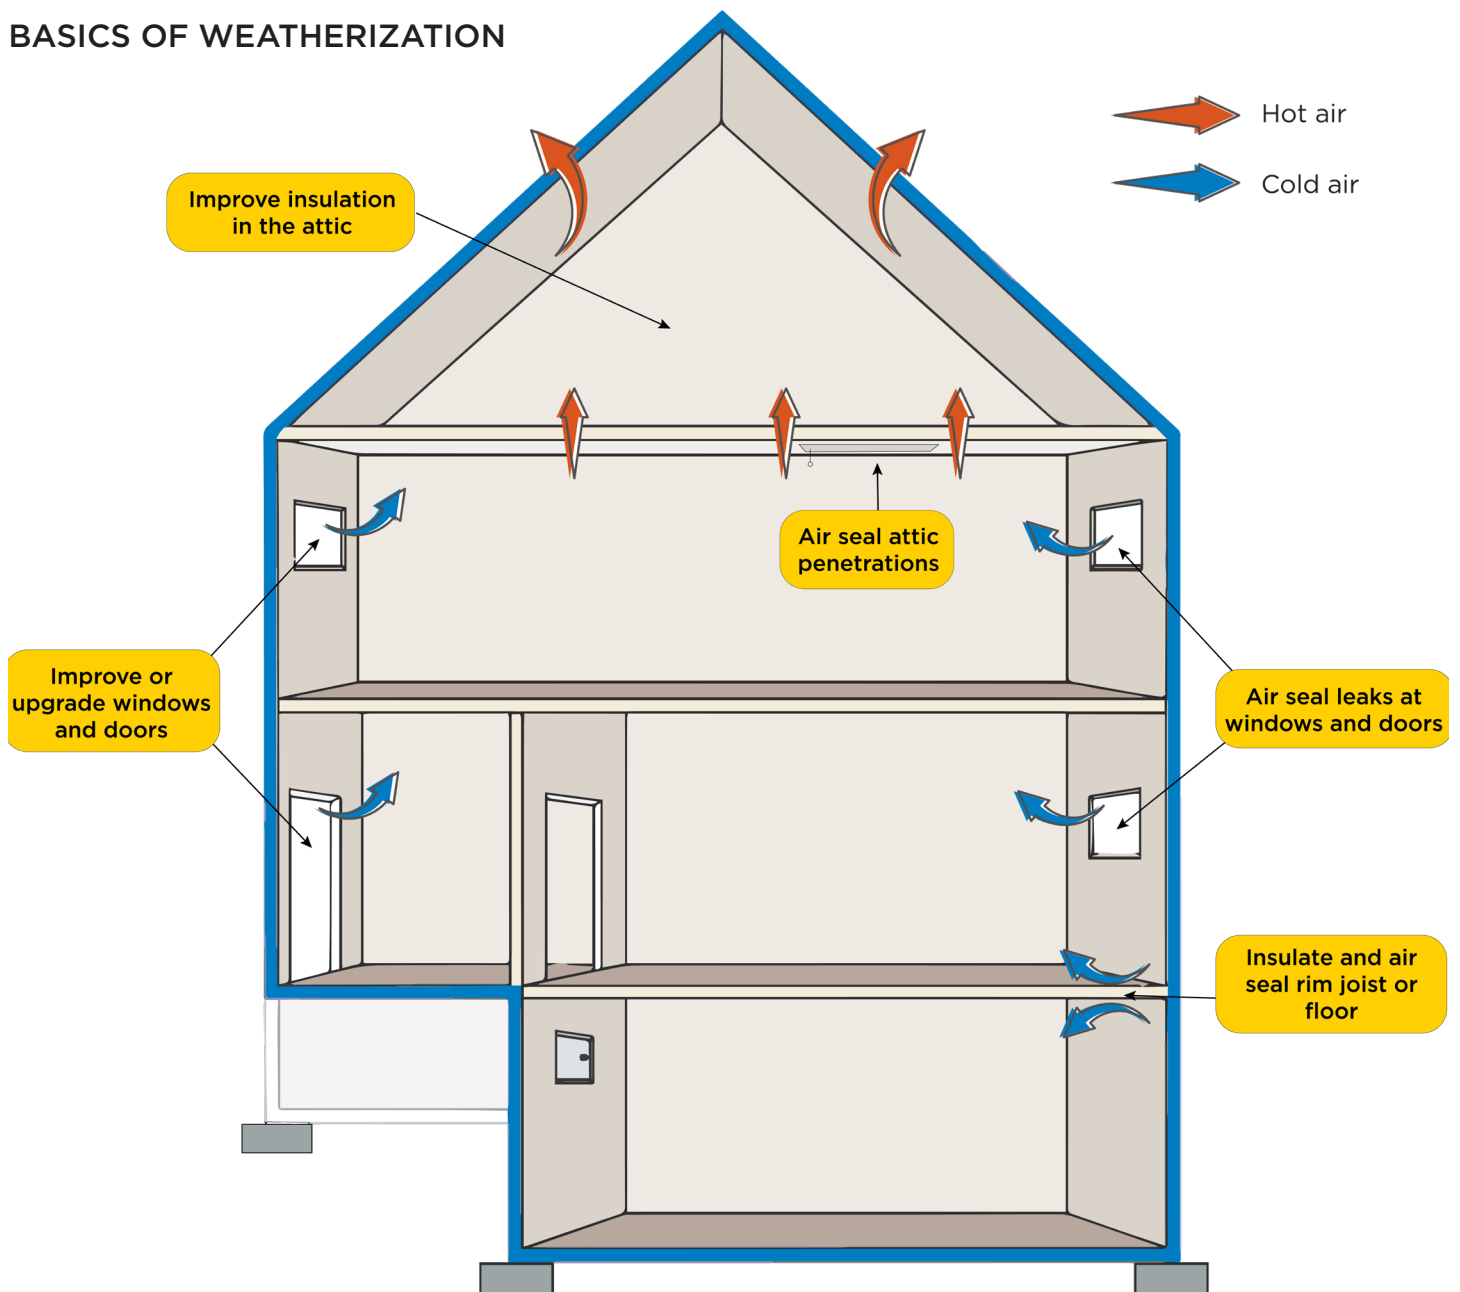 BASICS OF WEATHERIZATION
Hot air
Cold air
Improve insulation
in the attic
Air seal attic
penetrations
Improve or
upgrade windows
and doors
Air seal leaks at
windows and doors
Insulate and air
seal rim joist or
floor